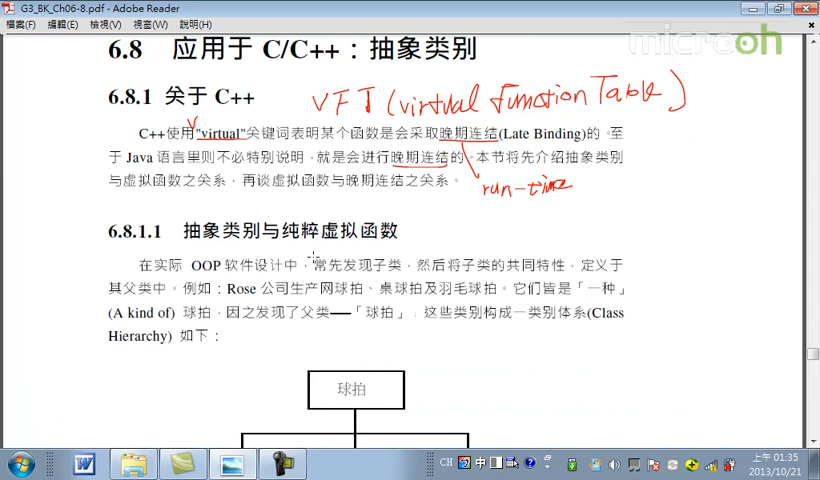 G3_BK_Ch06-8.pdf - Adobe Reader
檔案(F) 編輯(E) 檢視(V) 視窗(W) 說明(H)
microoh
6.8 应用于 C/C++：抽象类别
6.8.1 关于 C++
VFT (virtual Function Table)
C++使用"virtual"关键词表明某个函数是会采取晚期连结(Late Binding)的。至
于 Java 语言里则不必特别说明，就是会进行晚期连结的。本节将先介绍抽象类别
与虚拟函数之关系，再谈虚拟函数与晚期连结之关系。
run-time
6.8.1.1 抽象类别与纯粹虚拟函数
在实际 OOP 软件设计中，常先发现子类，然后将子类的共同特性，定义于
其父类中。例如：Rose 公司生产网球拍、桌球拍及羽毛球拍。它们皆是「一种」
(A kind of) 球拍，因之发现了父类──「球拍」；这些类别构成一类别体系(Class
Hierarchy) 如下：
球拍
CH 中
上午 01:35
2013/10/21